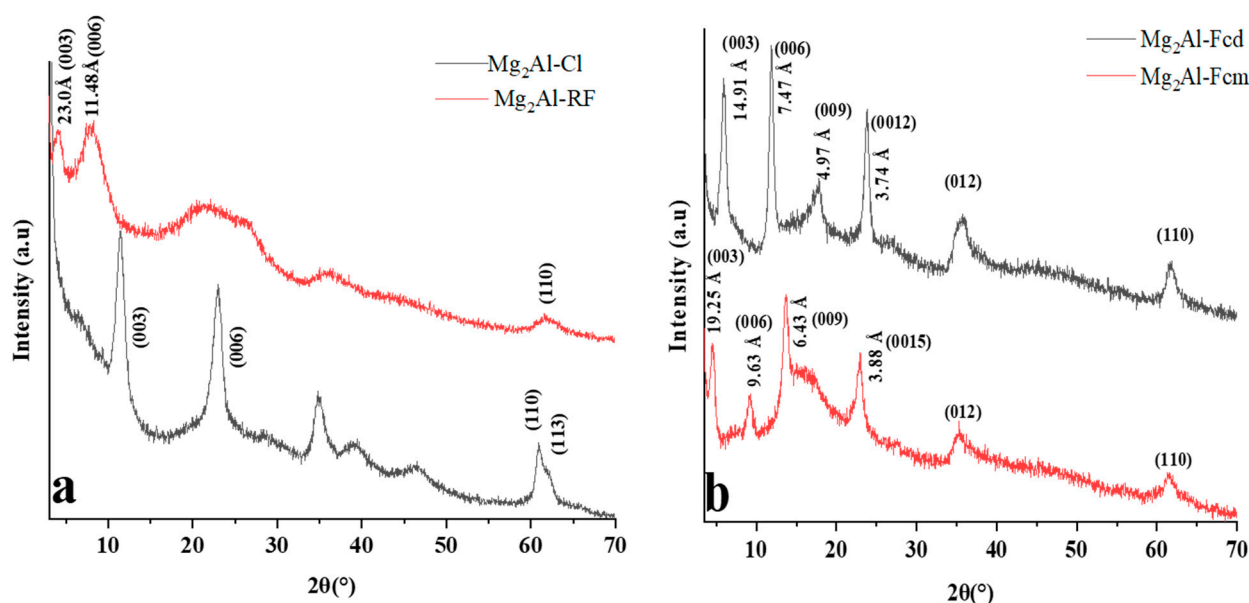 23.0Å (003)
11.48Å (006)
Mg₂Al-Cl
Mg₂Al-RF
(003)
(006)
(110)
(110)
(113)
Intensity (a.u)
10 20 30 40 50 60 70
2θ(°)
a
(003)
14.91 Å
(006)
7.47 Å
(009)
4.97 Å
(0012)
3.74 Å
(012)
(110)
Mg₂Al-Fcd
Mg₂Al-Fcm
(003)
19.25 Å
(006)
9.63 Å
(009)
6.43 Å
(0015)
3.88 Å
(012)
(110)
Intensity (a.u)
10 20 30 40 50 60 70
2θ(°)
b